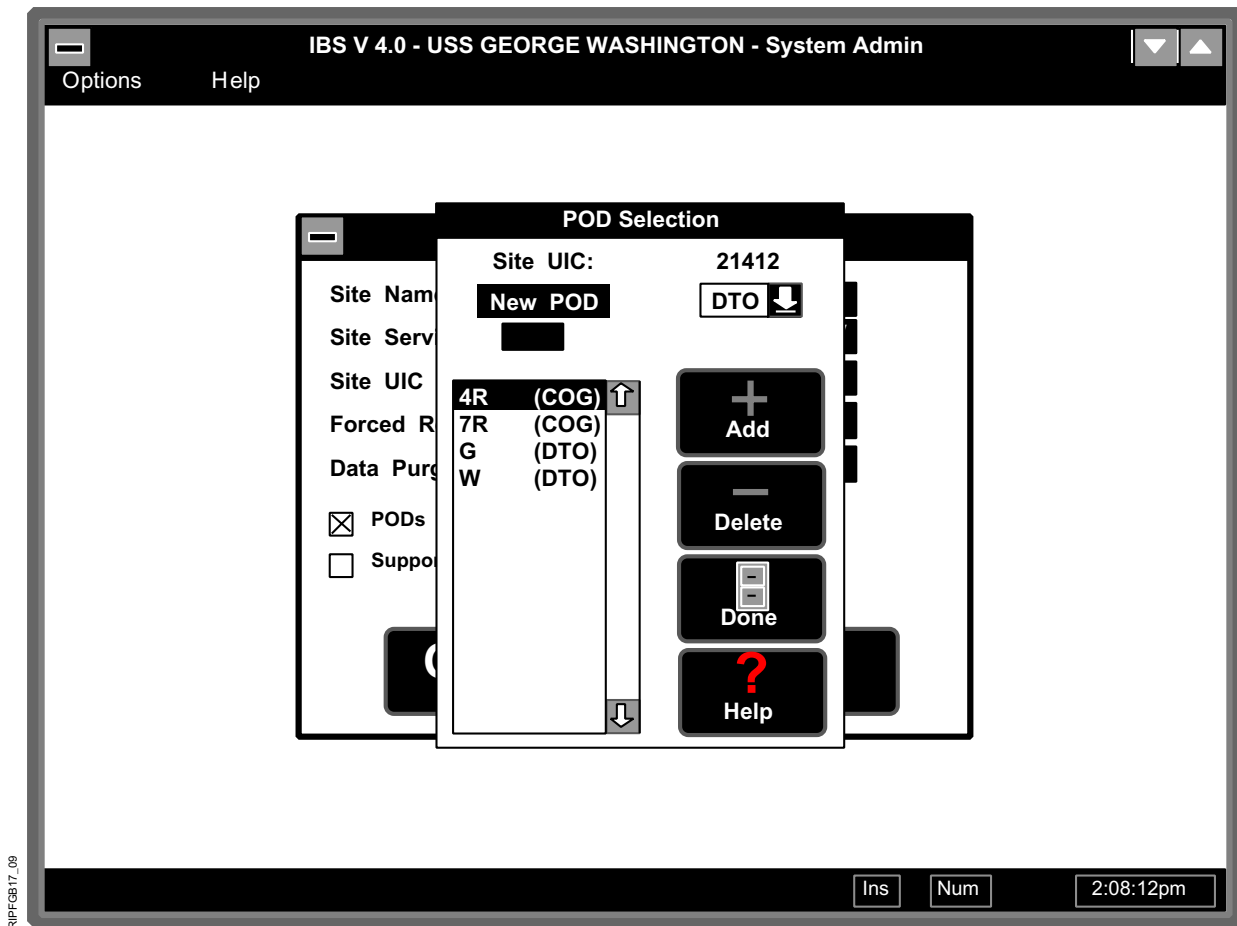 IBS V 4.0 - USS GEORGE WASHINGTON - System Admin
Options Help
POD Selection
Site UIC: 21412
New POD DTO
Site Nam
Site Servi
Site UIC
Forced R
Data Purg
PODs
Suppor
4R (COG)
7R (COG)
G (DTO)
W (DTO)
Add
Delete
Done
?
Help
Ins Num 2:08:12pm
RIPFGB17_09